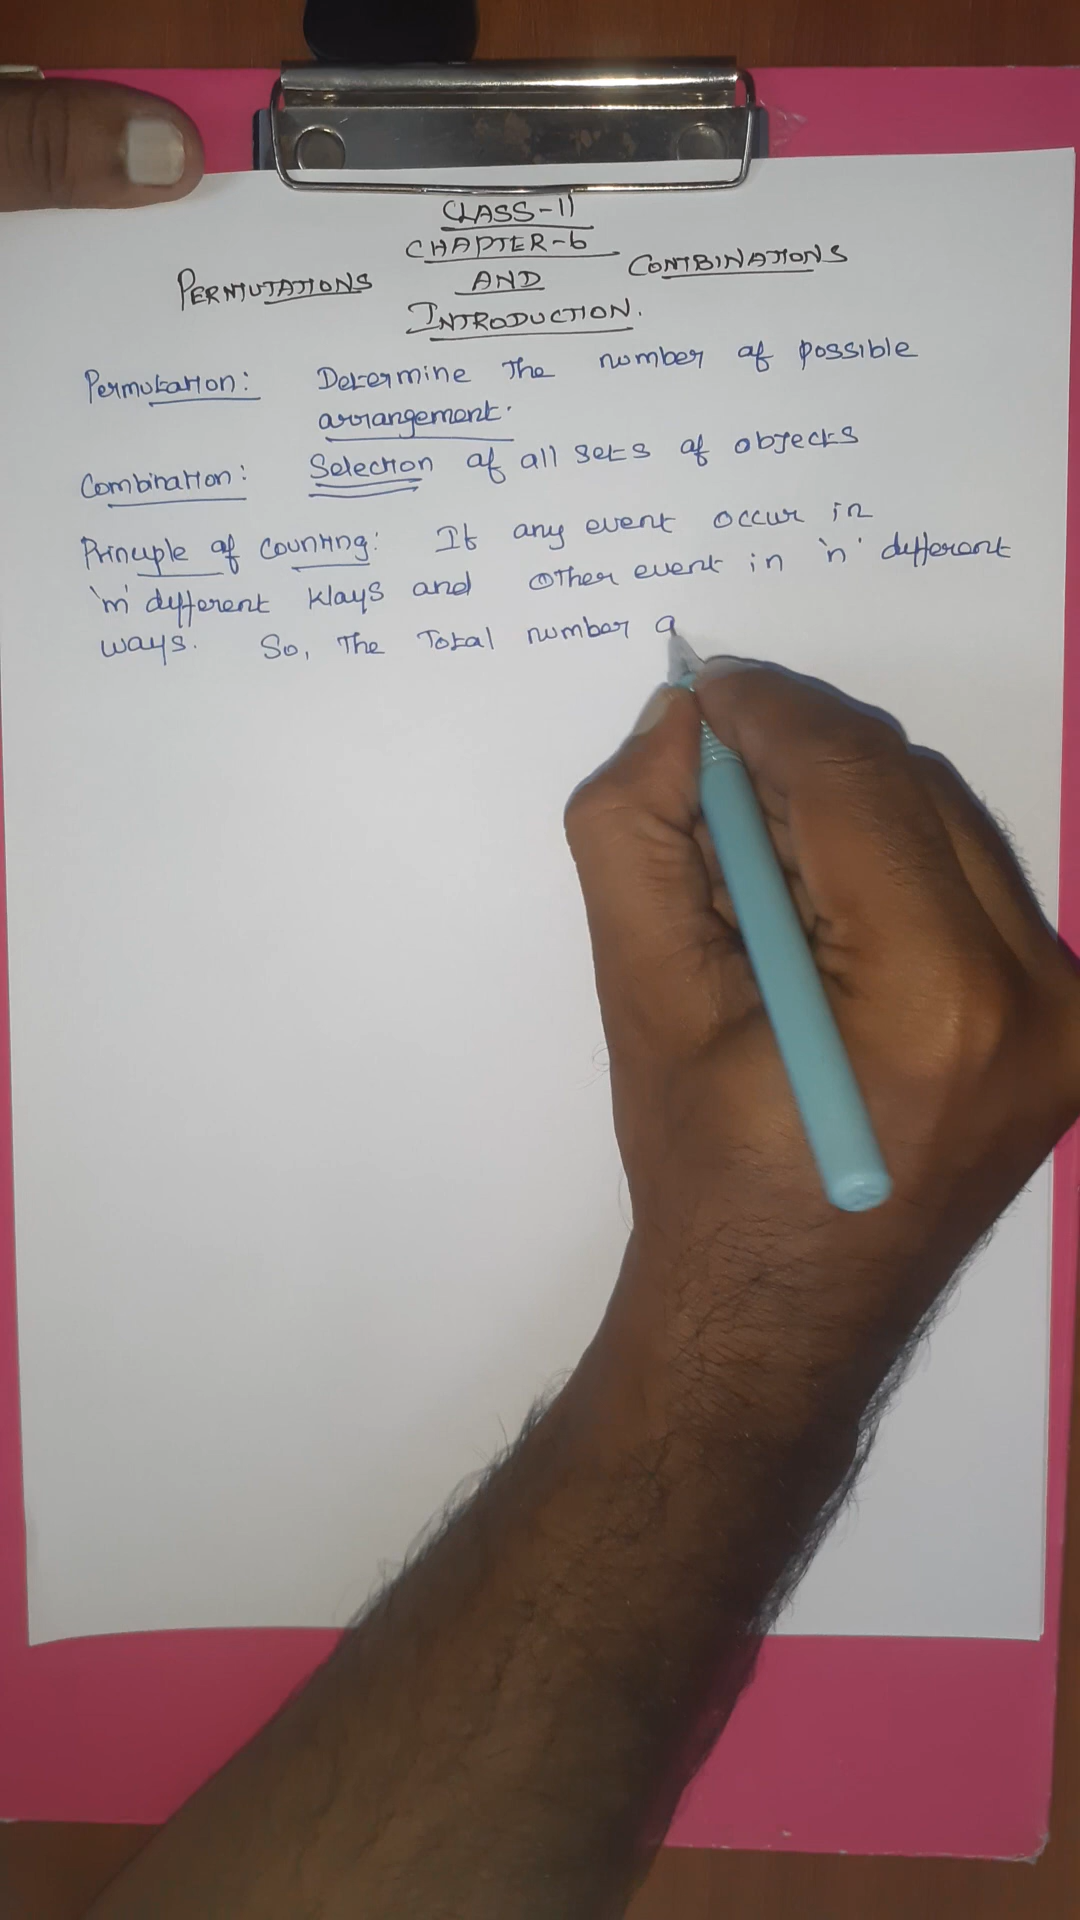 CLASS-11
CHAPTER-6
PERMUTATIONS AND COMBINATIONS
INTRODUCTION.
Permutation: Determine The number of possible
arrangement.
Combination: Selection of all sets of objects
Principle of counting: If any event occur in
'm' different ways and other event in 'n' different
ways. So, The Total number